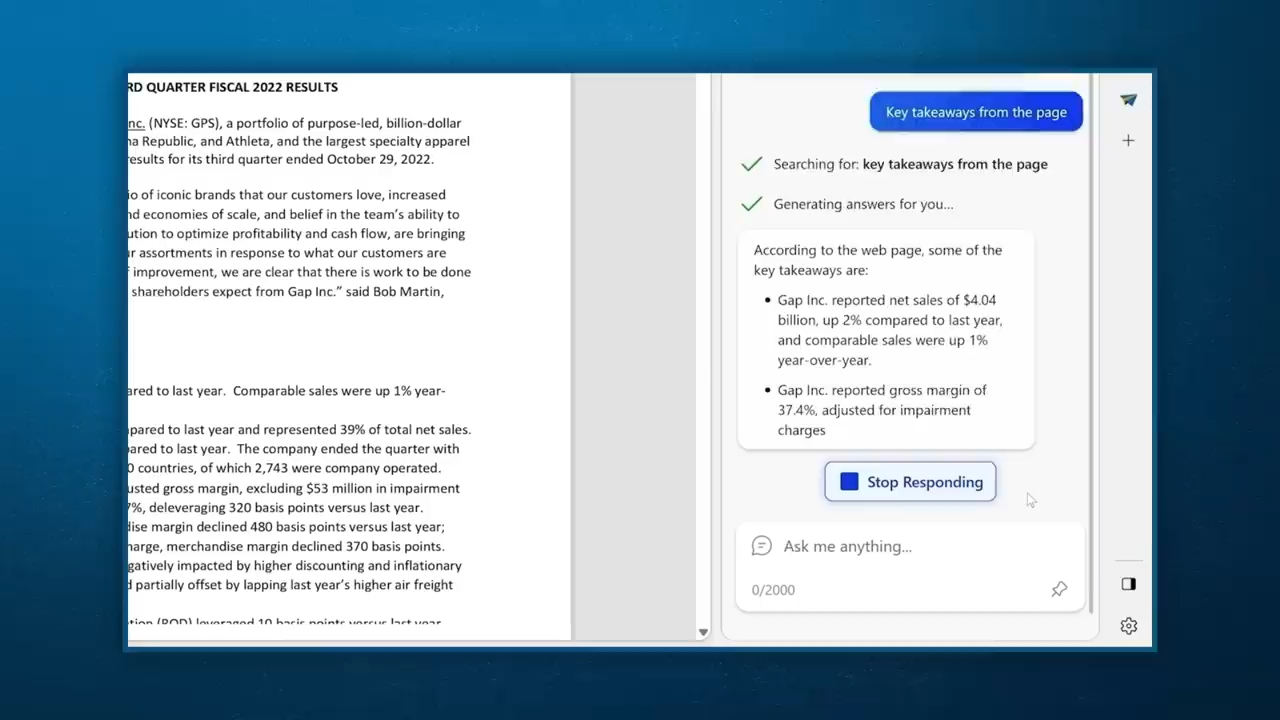 RD QUARTER FISCAL 2022 RESULTS
nc. (NYSE: GPS), a portfolio of purpose-led, billion-dollar
na Republic, and Athleta, and the largest specialty apparel
results for its third quarter ended October 29, 2022.
io of iconic brands that our customers love, increased
nd economies of scale, and belief in the team's ability to
ution to optimize profitability and cash flow, are bringing
ur assortments in response to what our customers are
f improvement, we are clear that there is work to be done
shareholders expect from Gap Inc.” said Bob Martin,
ared to last year. Comparable sales were up 1% year-
mpared to last year and represented 39% of total net sales.
pared to last year. The company ended the quarter with
0 countries, of which 2,743 were company operated.
usted gross margin, excluding $53 million in impairment
7%, deleveraging 320 basis points versus last year.
dise margin declined 480 basis points versus last year;
harge, merchandise margin declined 370 basis points.
gatively impacted by higher discounting and inflationary
d partially offset by lapping last year's higher air freight
tion (ROD) leveraged 10 basis points versus last year
Key takeaways from the page
Searching for: key takeaways from the page
Generating answers for you...
According to the web page, some of the
key takeaways are:
• Gap Inc. reported net sales of $4.04
billion, up 2% compared to last year,
and comparable sales were up 1%
year-over-year.
• Gap Inc. reported gross margin of
37.4%, adjusted for impairment
charges
Stop Responding
Ask me anything...
0/2000